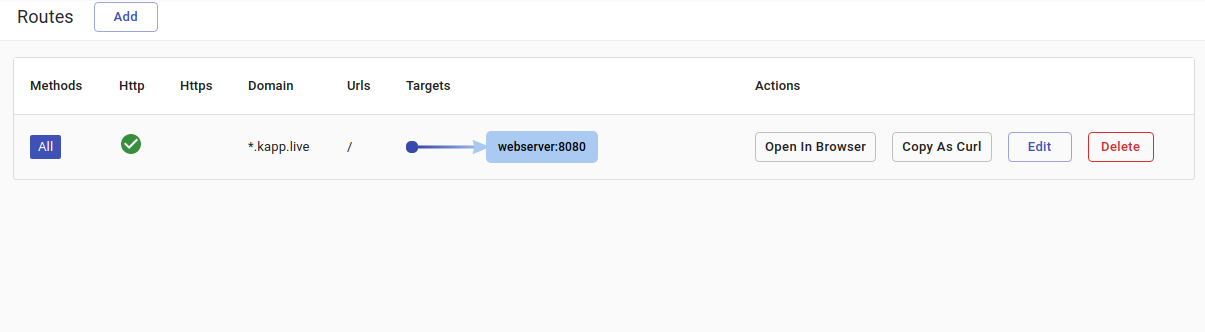 Routes Add
Methods Http Https Domain Urls Targets Actions
All *.kapp.live / webserver:8080 Open In Browser Copy As Curl Edit Delete